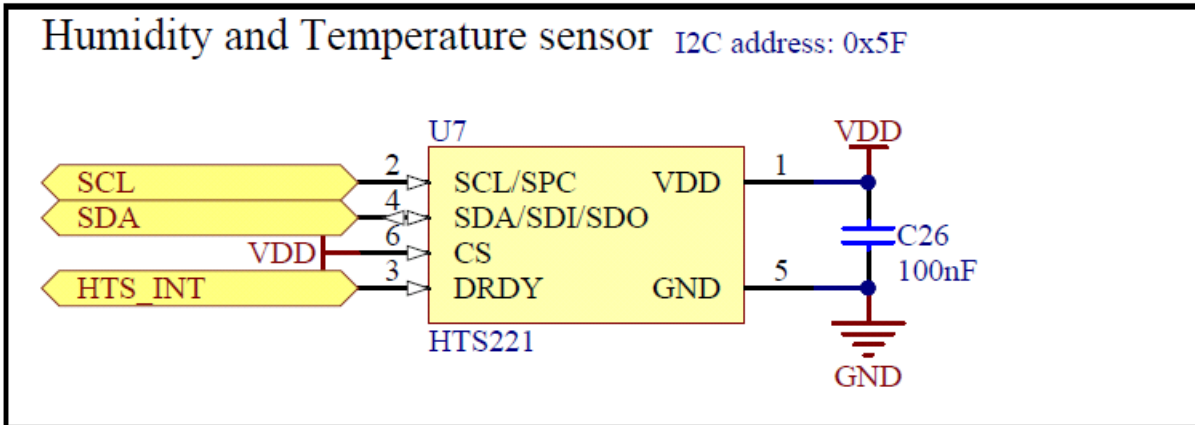 Humidity and Temperature sensor I2C address: 0x5F
U7
VDD
SCL 2 SCL/SPC VDD 1
SDA 4 SDA/SDI/SDO
VDD 6 CS
C26
HTS_INT 3 DRDY GND 5
100nF
HTS221
GND